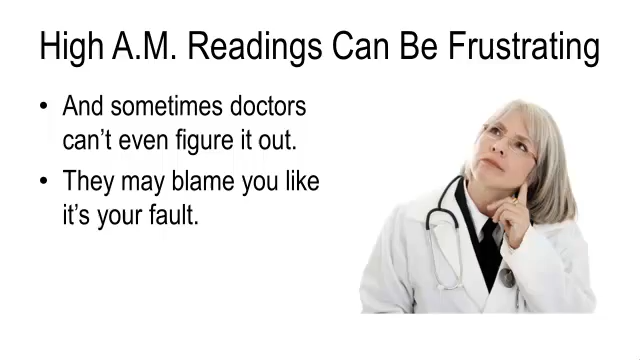 High A.M. Readings Can Be Frustrating
• And sometimes doctors
can't even figure it out.
• They may blame you like
it's your fault.